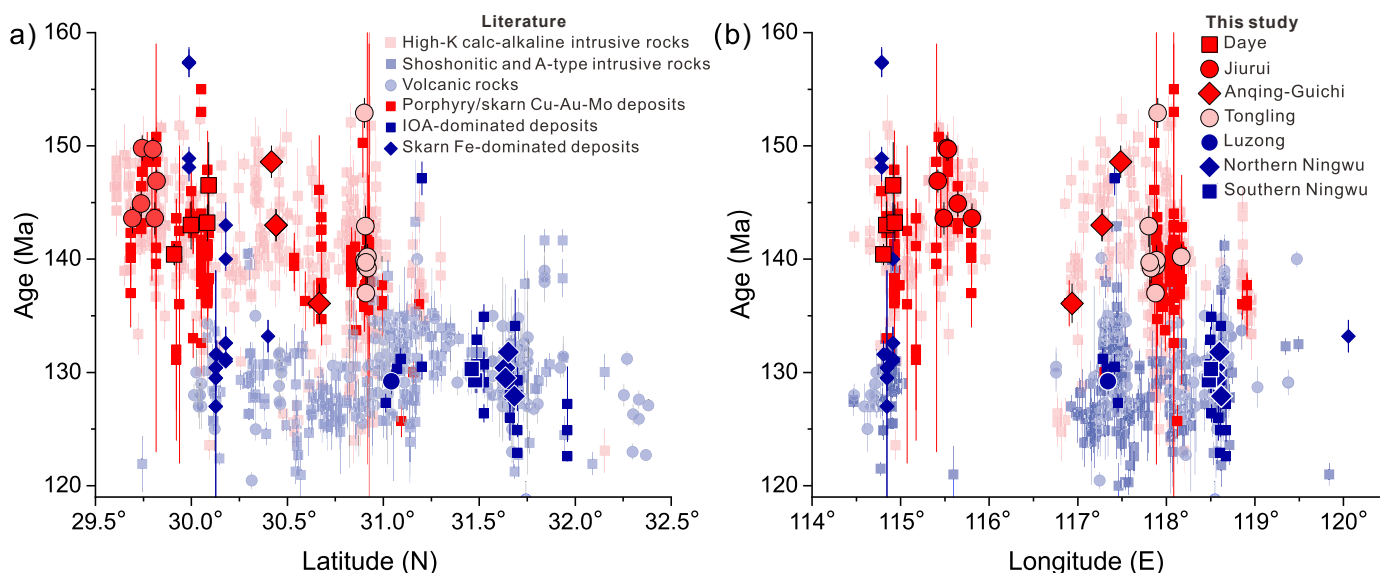 a)
Age (Ma)
160
150
140
130
120
29.5°
30.0°
30.5°
31.0°
31.5°
32.0°
32.5°
Latitude (N)
Literature
High-K calc-alkaline intrusive rocks
Shoshonitic and A-type intrusive rocks
Volcanic rocks
Porphyry/skarn Cu-Au-Mo deposits
IOA-dominated deposits
Skarn Fe-dominated deposits
(b)
Age (Ma)
160
150
140
130
120
114°
115°
116°
117°
118°
119°
120°
Longitude (E)
This study
Daye
Jiurui
Anqing-Guichi
Tongling
Luzong
Northern Ningwu
Southern Ningwu